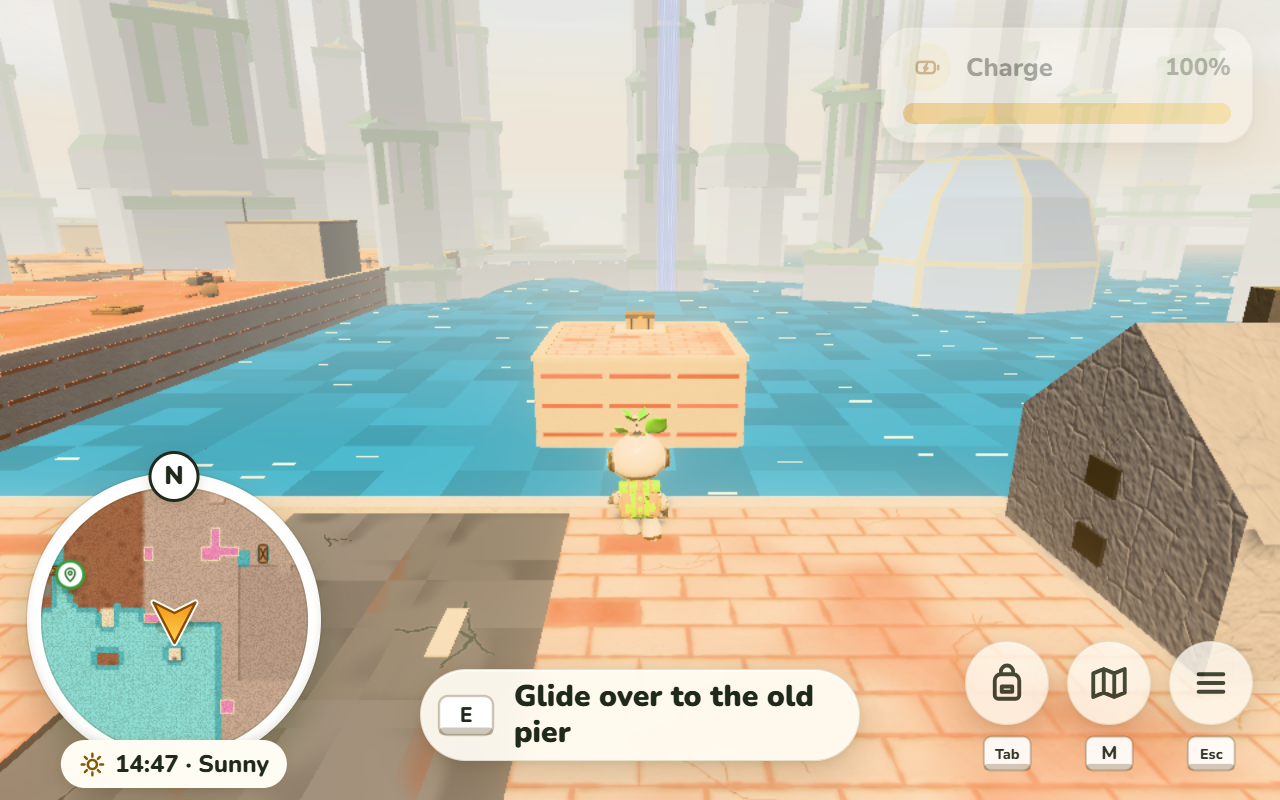 Charge 100%
N
E
Glide over to the old
pier
14:47 · Sunny
Tab
M
Esc